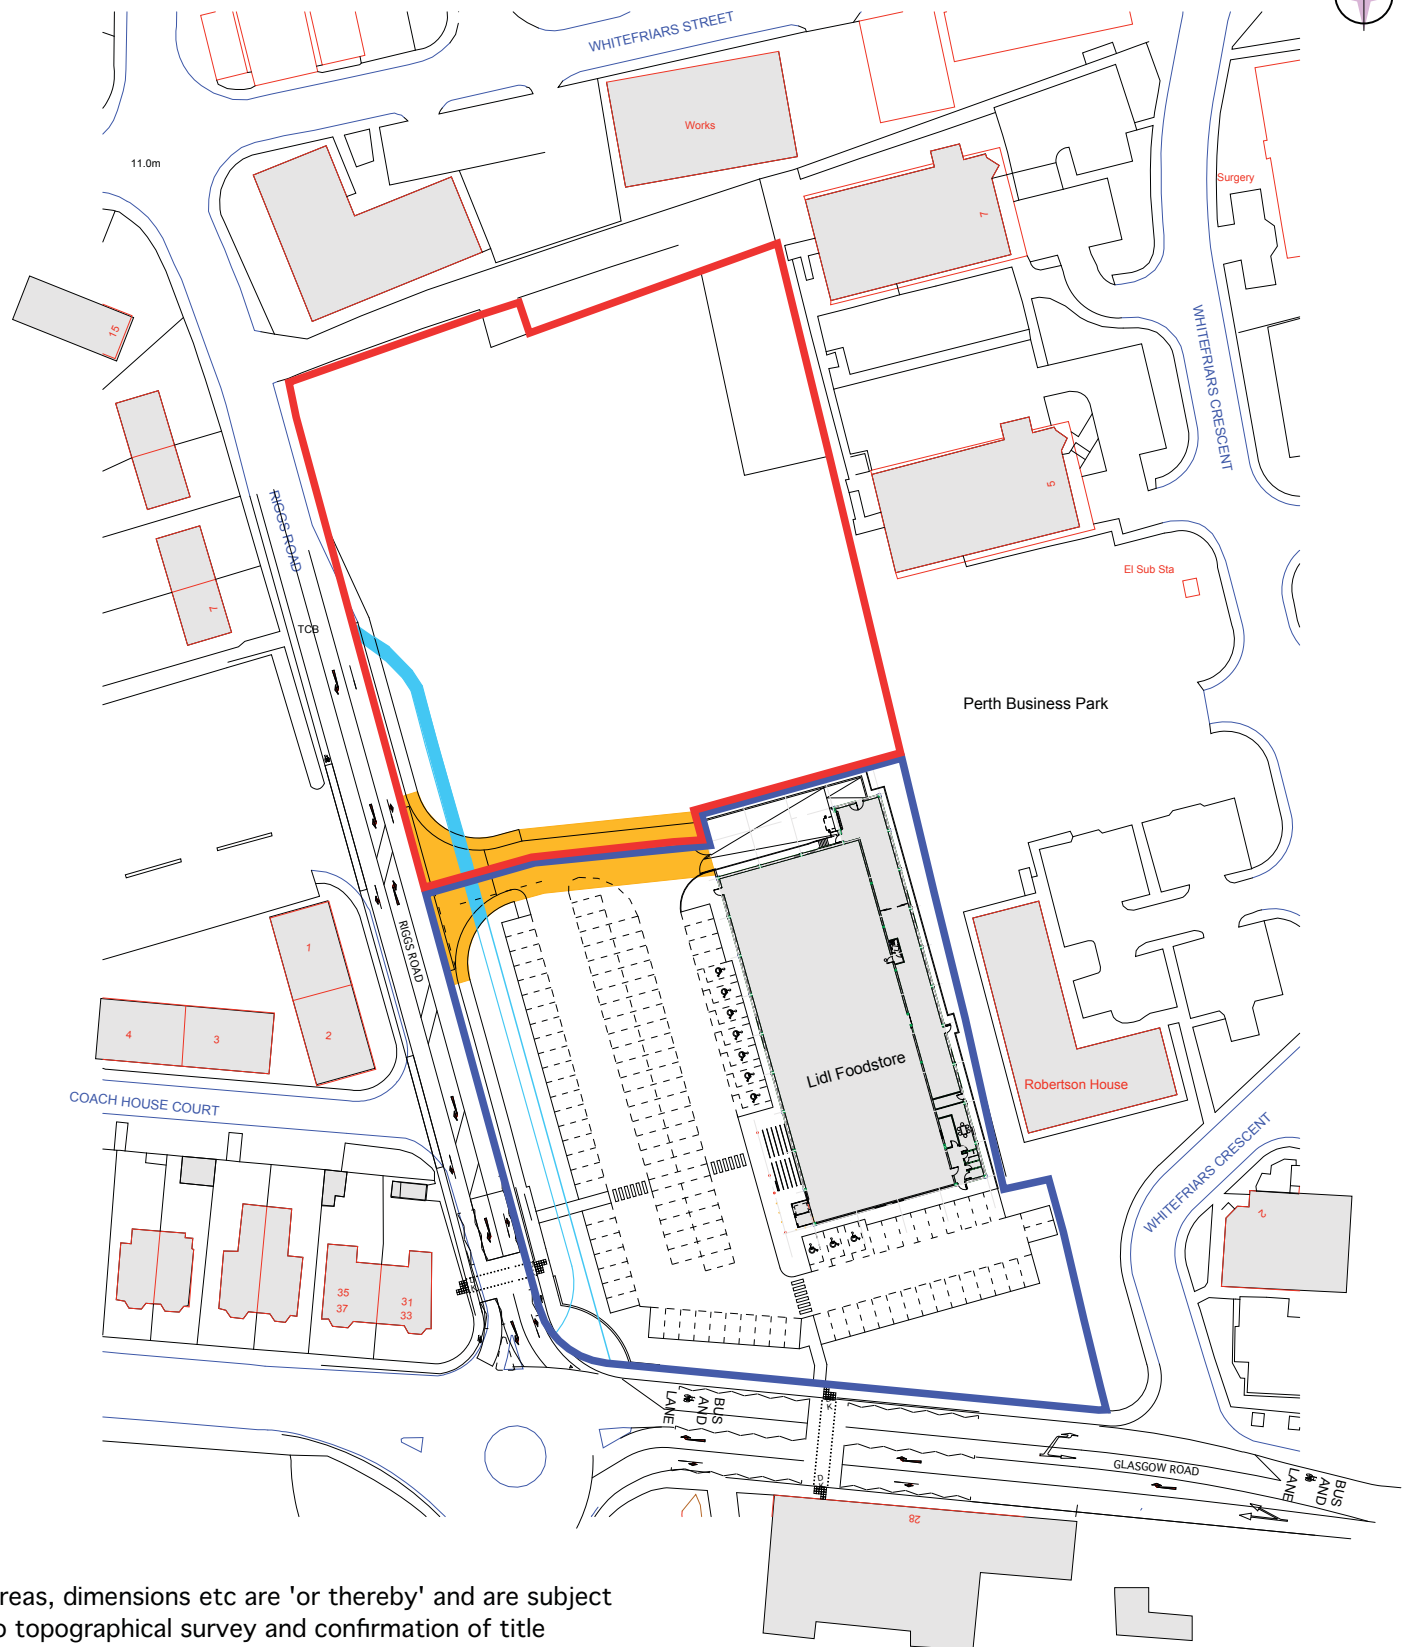 WHITEFRIARS STREET
Works
11.0m
Surgery
7
15
WHITEFRIARS CRESCENT
RIGGS ROAD
5
El Sub Sta
7
TCB
Perth Business Park
RIGGS ROAD
1
2
4
3
Lidl Foodstore
Robertson House
COACH HOUSE COURT
WHITEFRIARS CRESCENT
2
35
37
31
33
BUS
AND
LANE
K
GLASGOW ROAD
D
K
BUS
AND
LANE
28
reas, dimensions etc are 'or thereby' and are subject
o topographical survey and confirmation of title